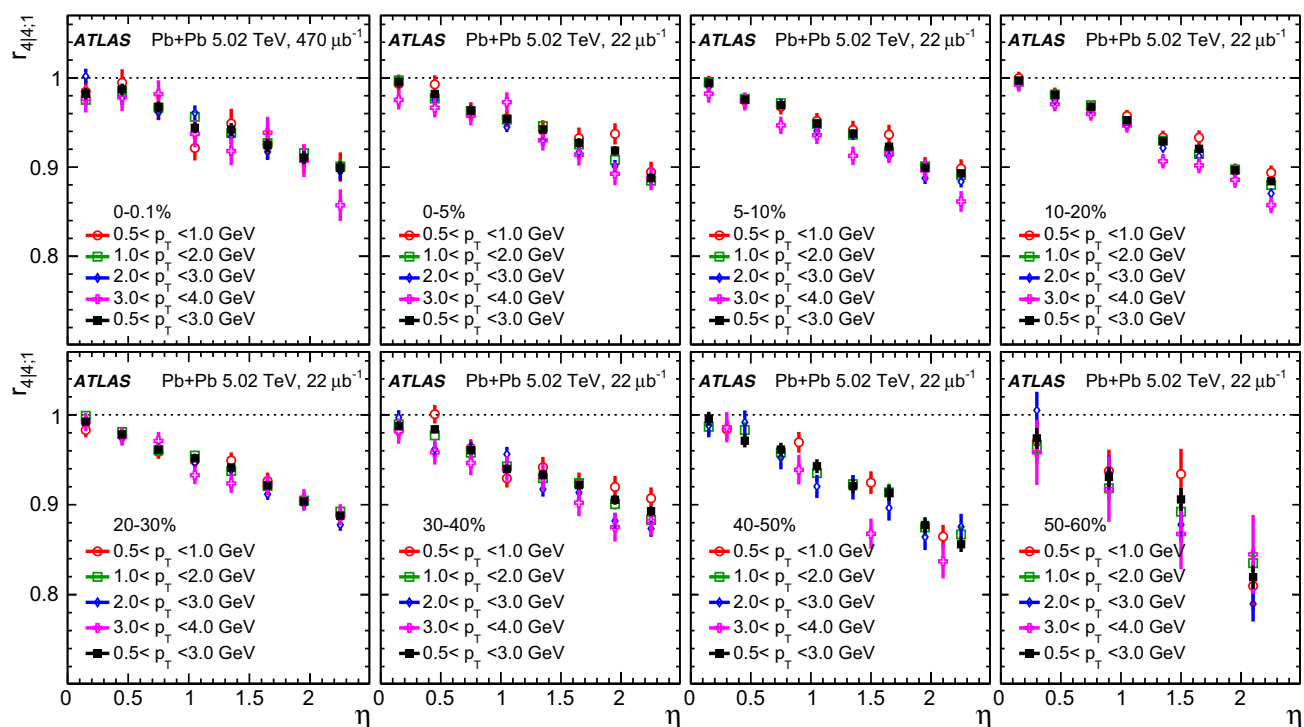 r4|4;1
ATLAS Pb+Pb 5.02 TeV, 470 μb⁻¹
1
0.9
0.8
0-0.1%
0.5< pT <1.0 GeV
1.0< pT <2.0 GeV
2.0< pT <3.0 GeV
3.0< pT <4.0 GeV
0.5< pT <3.0 GeV
ATLAS Pb+Pb 5.02 TeV, 22 μb⁻¹
0-5%
0.5< pT <1.0 GeV
1.0< pT <2.0 GeV
2.0< pT <3.0 GeV
3.0< pT <4.0 GeV
0.5< pT <3.0 GeV
ATLAS Pb+Pb 5.02 TeV, 22 μb⁻¹
5-10%
0.5< pT <1.0 GeV
1.0< pT <2.0 GeV
2.0< pT <3.0 GeV
3.0< pT <4.0 GeV
0.5< pT <3.0 GeV
ATLAS Pb+Pb 5.02 TeV, 22 μb⁻¹
10-20%
0.5< pT <1.0 GeV
1.0< pT <2.0 GeV
2.0< pT <3.0 GeV
3.0< pT <4.0 GeV
0.5< pT <3.0 GeV
r4|4;1
ATLAS Pb+Pb 5.02 TeV, 22 μb⁻¹
1
0.9
0.8
20-30%
0.5< pT <1.0 GeV
1.0< pT <2.0 GeV
2.0< pT <3.0 GeV
3.0< pT <4.0 GeV
0.5< pT <3.0 GeV
0 0.5 1 1.5 2 η
ATLAS Pb+Pb 5.02 TeV, 22 μb⁻¹
30-40%
0.5< pT <1.0 GeV
1.0< pT <2.0 GeV
2.0< pT <3.0 GeV
3.0< pT <4.0 GeV
0.5< pT <3.0 GeV
0 0.5 1 1.5 2 η
ATLAS Pb+Pb 5.02 TeV, 22 μb⁻¹
40-50%
0.5< pT <1.0 GeV
1.0< pT <2.0 GeV
2.0< pT <3.0 GeV
3.0< pT <4.0 GeV
0.5< pT <3.0 GeV
0 0.5 1 1.5 2 η
ATLAS Pb+Pb 5.02 TeV, 22 μb⁻¹
50-60%
0.5< pT <1.0 GeV
1.0< pT <2.0 GeV
2.0< pT <3.0 GeV
3.0< pT <4.0 GeV
0.5< pT <3.0 GeV
0 0.5 1 1.5 2 η